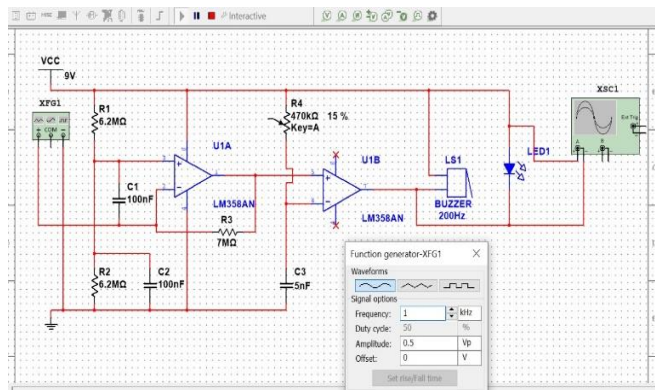 Interactive
VCC
9V
XFG1
COM
R1
6.2MΩ
R4
470kΩ 15 %
Key=A
XSC1
Ext Trig
A B
U1A
U1B
LS1
LED1
C1
100nF
LM358AN
R3
7MΩ
LM358AN
BUZZER
200Hz
R2
6.2MΩ
C2
100nF
C3
5nF
Function generator-XFG1 X
Waveforms
Signal options
Frequency: 1 kHz
Duty cycle: 50 %
Amplitude: 0.5 Vp
Offset: 0 V
Set rise/Fall time